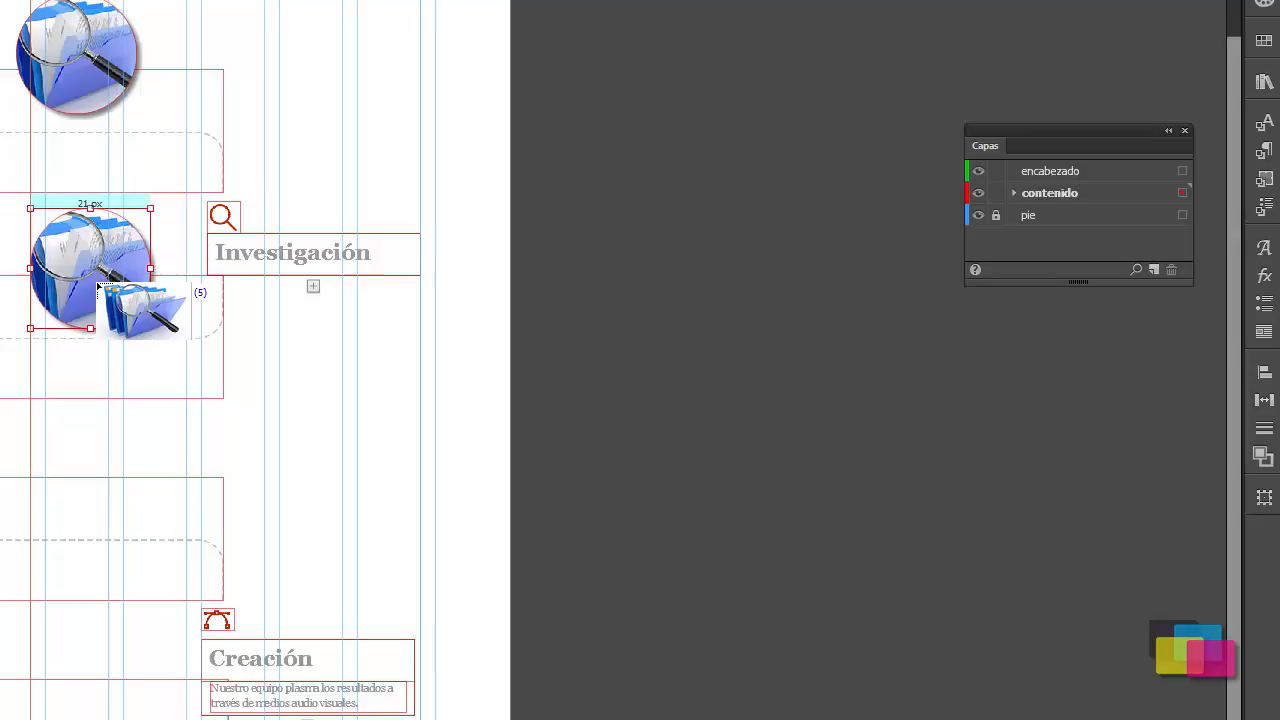 Capas
encabezado
contenido
pie
21 px
Investigación
(5)
Creación
Nuestro equipo plasma los resultados a
través de medios audio visuales.